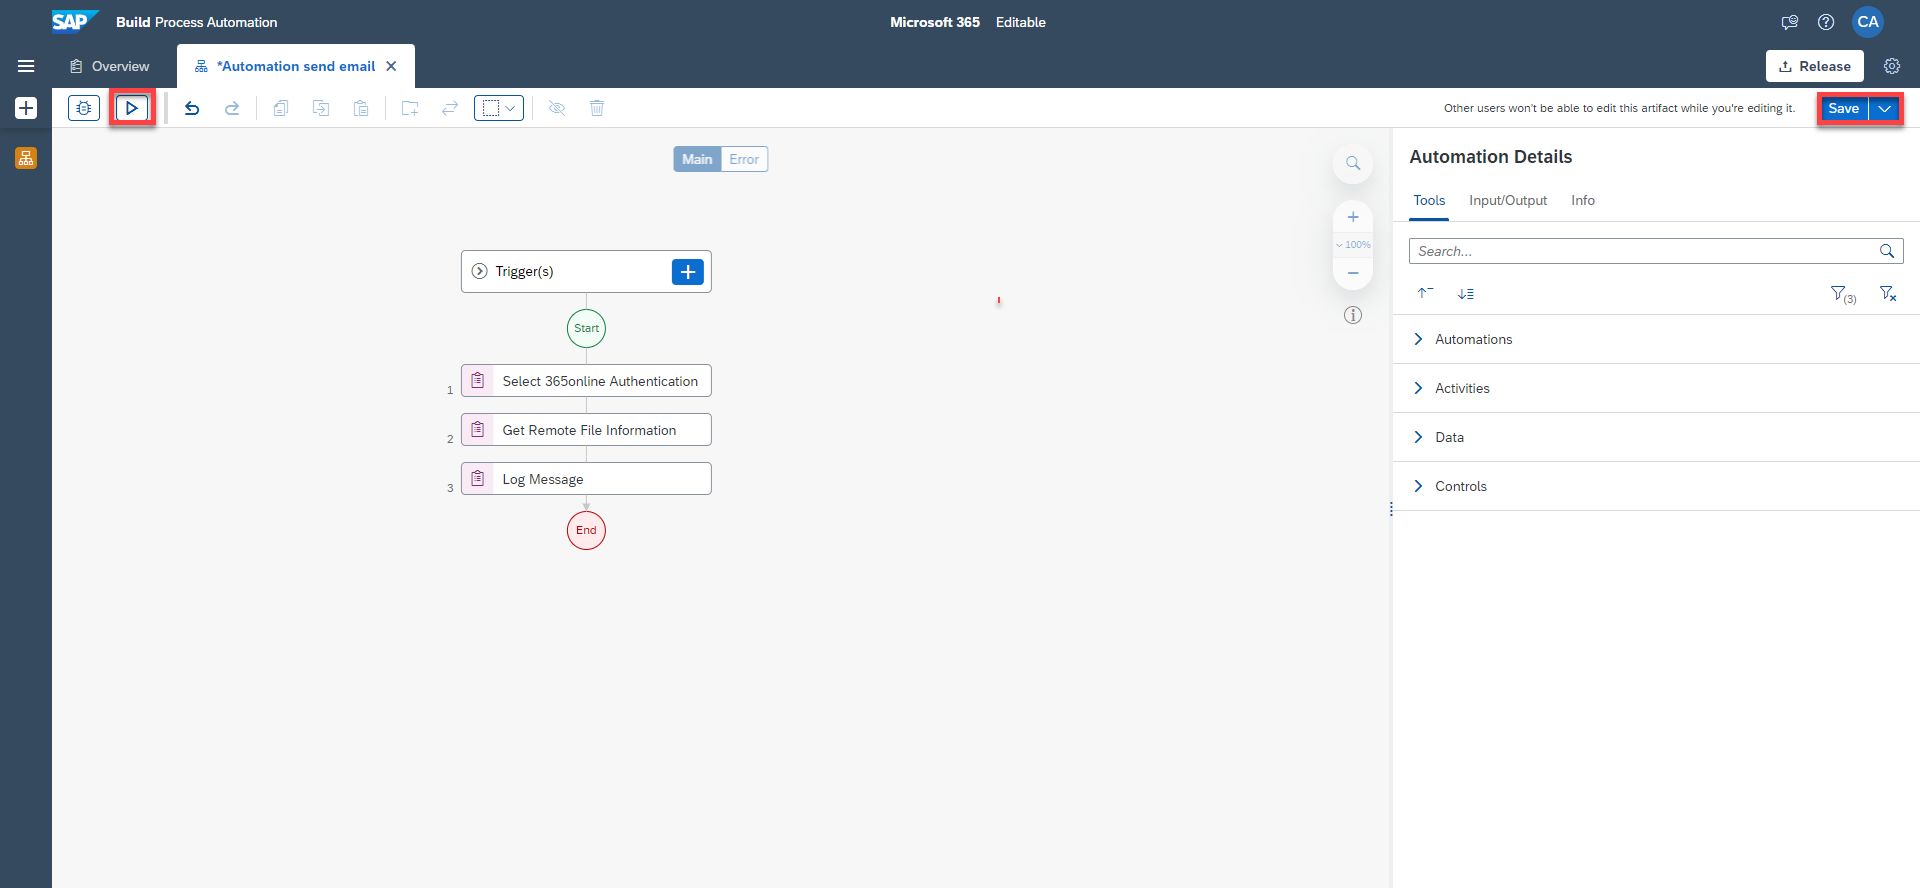 SAP Build Process Automation
Microsoft 365 Editable
CA
Overview
*Automation send email
Release
Other users won't be able to edit this artifact while you're editing it.
Save
Main Error
Automation Details
Tools Input/Output Info
Search...
100%
Trigger(s)
(3)
Start
Automations
1 Select 365online Authentication
Activities
2 Get Remote File Information
Data
3 Log Message
Controls
End